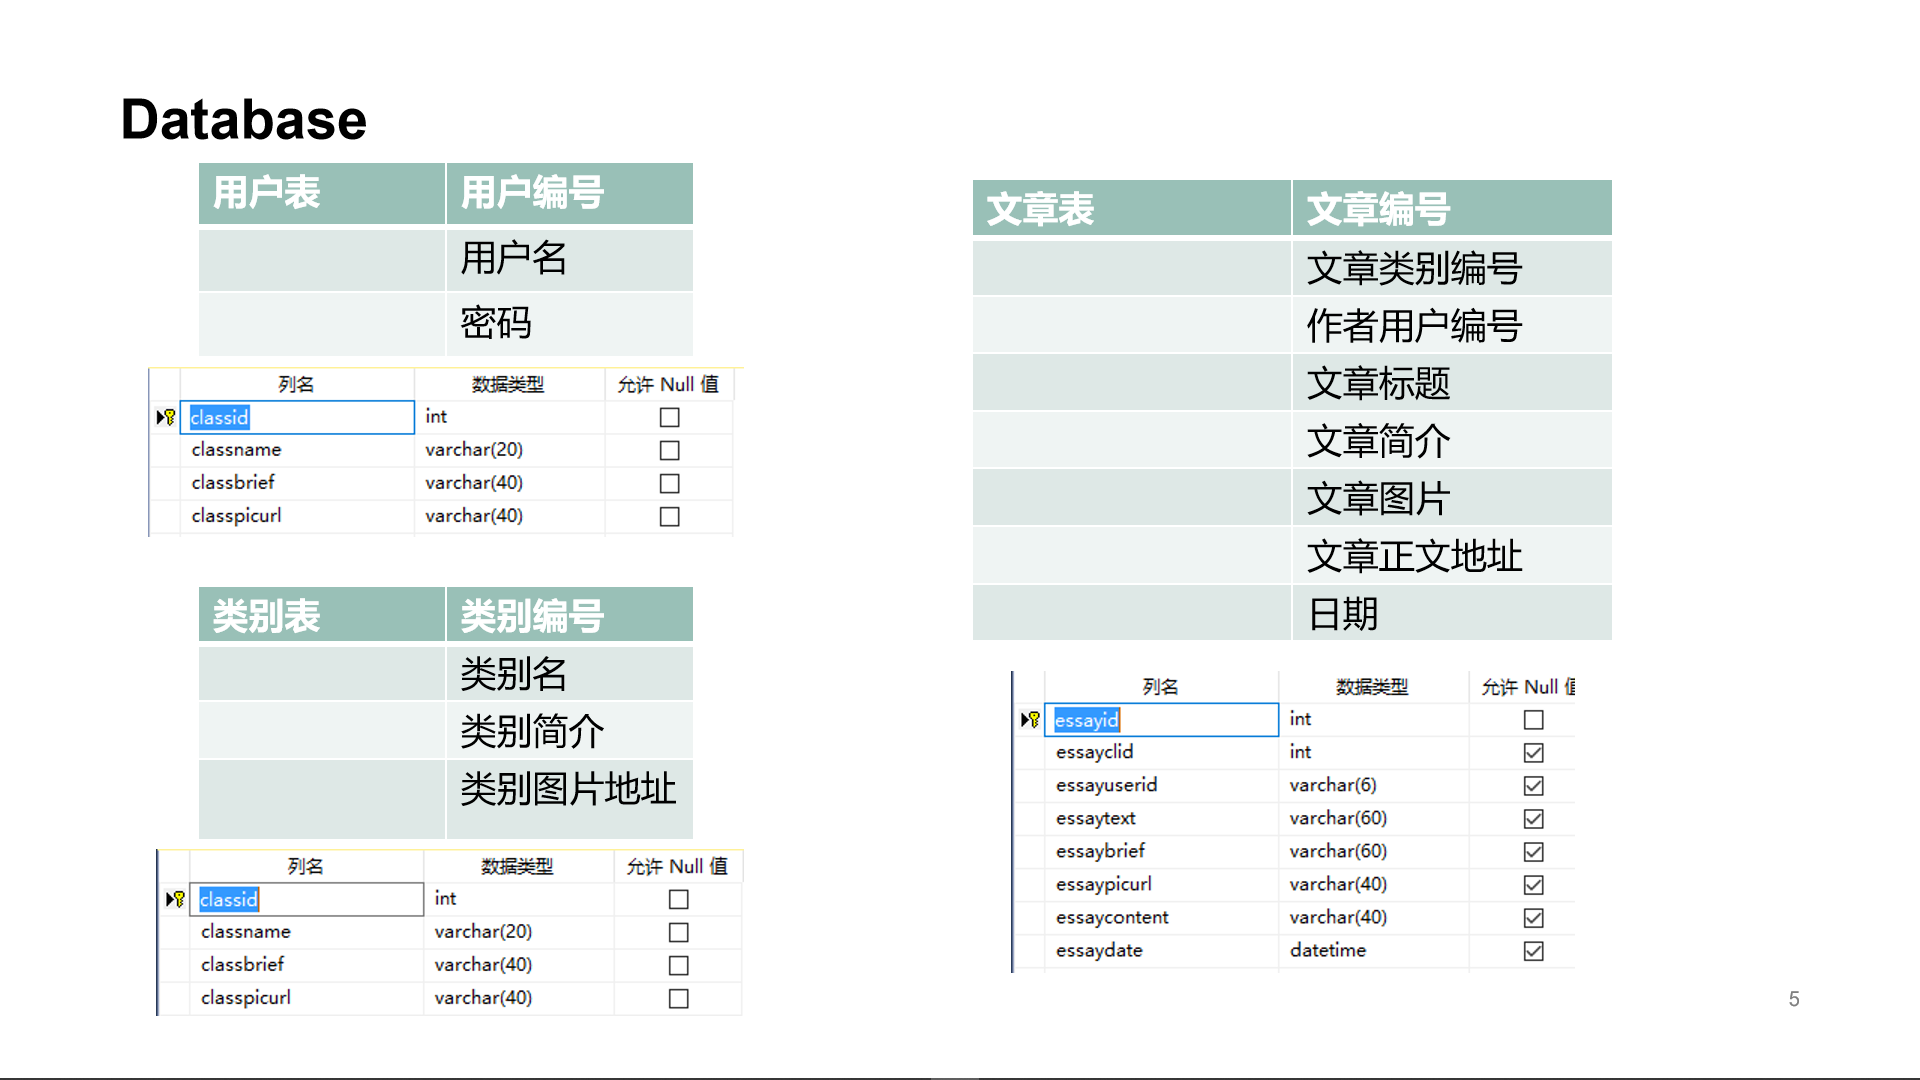 Database
用户表 用户编号
用户名
密码
列名 数据类型 允许 Null 值
classid int
classname varchar(20)
classbrief varchar(40)
classpicurl varchar(40)
类别表 类别编号
类别名
类别简介
类别图片地址
列名 数据类型 允许 Null 值
classid int
classname varchar(20)
classbrief varchar(40)
classpicurl varchar(40)
文章表 文章编号
文章类别编号
作者用户编号
文章标题
文章简介
文章图片
文章正文地址
日期
列名 数据类型 允许 Null 值
essayid int
essayclid int
essayuserid varchar(6)
essaytext varchar(60)
essaybrief varchar(60)
essaypicurl varchar(40)
essaycontent varchar(40)
essaydate datetime
5